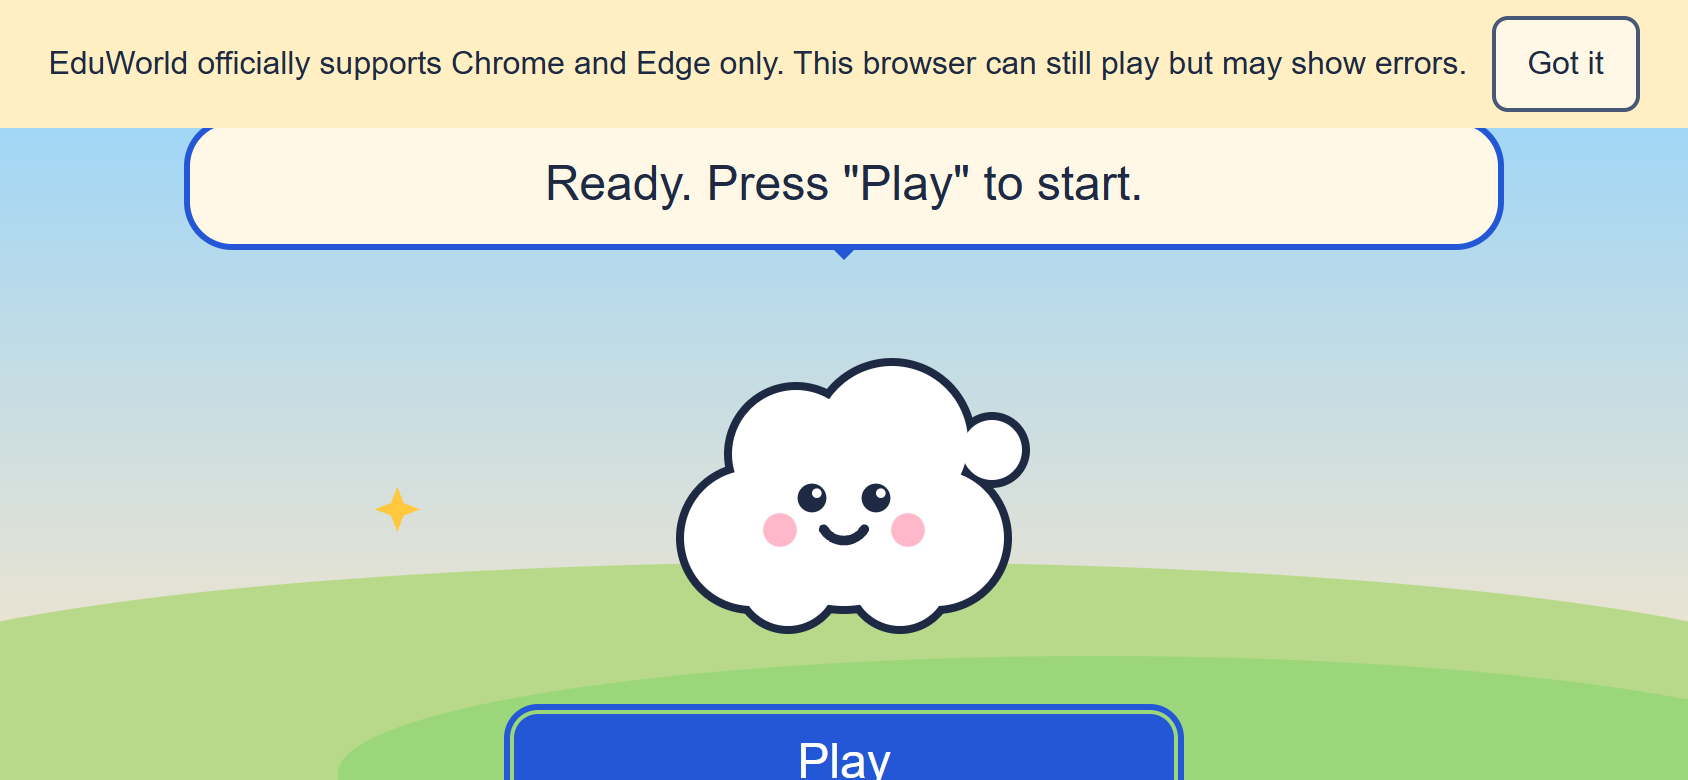 EduWorld officially supports Chrome and Edge only. This browser can still play but may show errors.
Got it
Ready. Press "Play" to start.
Play